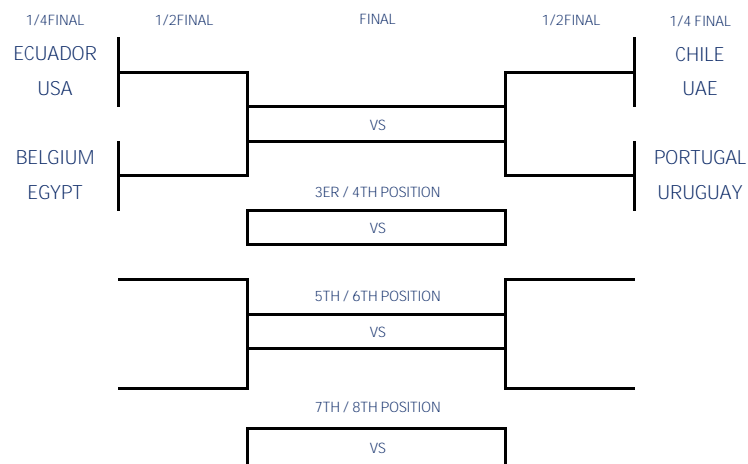 1/4FINAL 1/2FINAL FINAL 1/2FINAL 1/4 FINAL
ECUADOR CHILE
USA UAE
VS
BELGIUM PORTUGAL
EGYPT 3ER / 4TH POSITION URUGUAY
VS
5TH / 6TH POSITION
VS
7TH / 8TH POSITION
VS